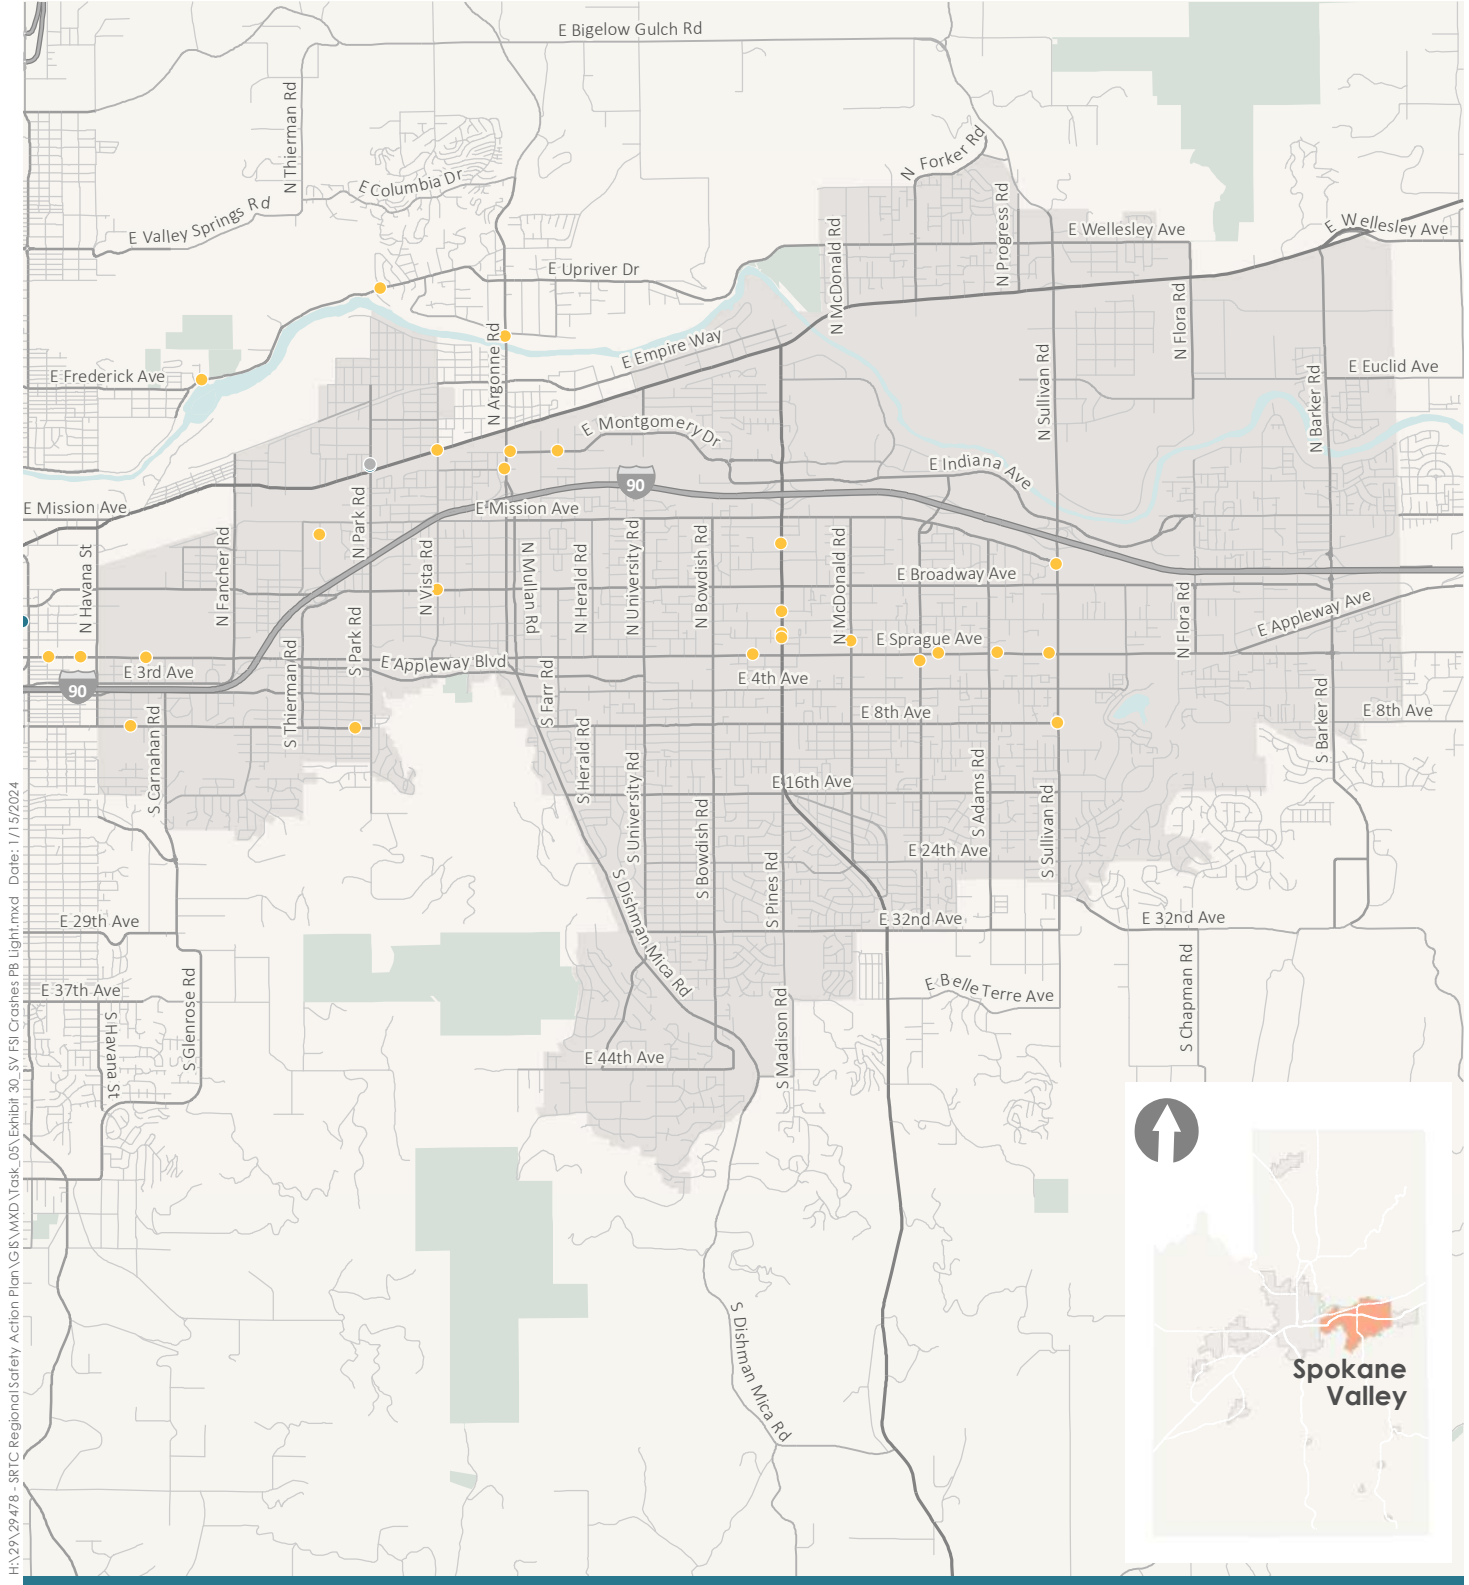 E Bigelow Gulch Rd
N Thierman Rd
N Forker Rd
E Columbia Dr
E Valley Springs Rd
N Progress Rd
N McDonald Rd
E Wellesley Ave
E Wellesley Ave
E Upriver Dr
N Flora Rd
N Argonne Rd
E Empire Way
N Sullivan Rd
E Frederick Ave
E Euclid Ave
N Barker Rd
E Montgomery Dr
E Indiana Ave
90
E Mission Ave
E Mission Ave
N Park Rd
N Havana St
N Fancher Rd
N Vista Rd
N Mullan Rd
N Herald Rd
N University Rd
N Bowdish Rd
N McDonald Rd
E Broadway Ave
N Flora Rd
E Appleway Ave
S Park Rd
E Sprague Ave
E 3rd Ave
E Appleway Blvd
90
S Thierman Rd
S Farr Rd
E 4th Ave
S Carnahan Rd
E 8th Ave
E 8th Ave
S Barker Rd
S Herald Rd
S University Rd
E 16th Ave
S Adams Rd
S Sullivan Rd
S Bowdish Rd
E 24th Ave
S Pines Rd
S Dishman Mica Rd
E 29th Ave
E 32nd Ave
E 32nd Ave
E 37th Ave
S Glenrose Rd
E Belle Terre Ave
S Chapman Rd
S Havana St
S Madison Rd
E 44th Ave
S Dishman Mica Rd
Spokane
Valley
H:\29\29478 - SRTC Regional Safety Action Plan\GIS\MXD\Task_05\Exhibit 30_SV FSI Crashes PB Light.mxd Date: 1/15/2024